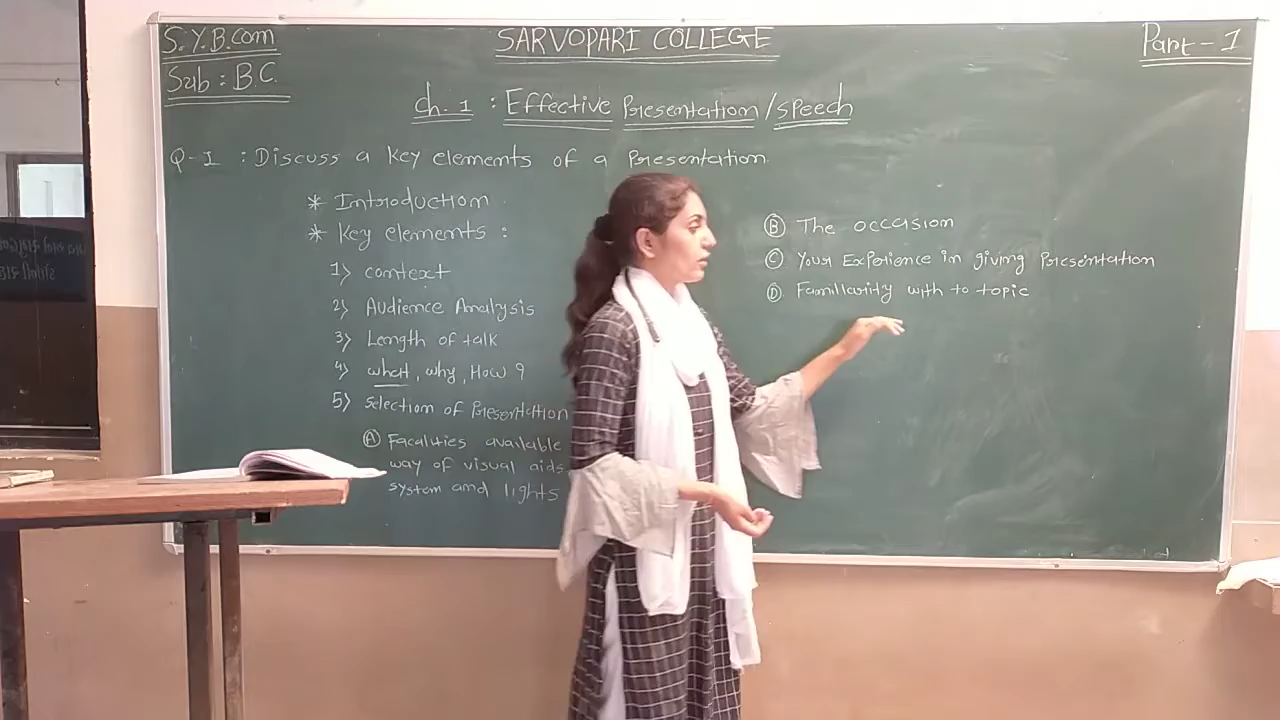 S.Y.B.Com
Sub : B.C.
SARVOPARI COLLEGE
Part - 1
Ch. 1 : Effective Presentation/speech
Q-1 : Discuss a key elements of a Presentation.
* Introduction
* Key elements :
1) context
2) Audience Analysis
3) Length of talk
4) what, why, How ?
5) Selection of Presentation
(A) Facalities available
way of visual aids
system and lights
(B) The occasion
(C) Your Experience in giving Presentation
(D) Familiarity with to topic